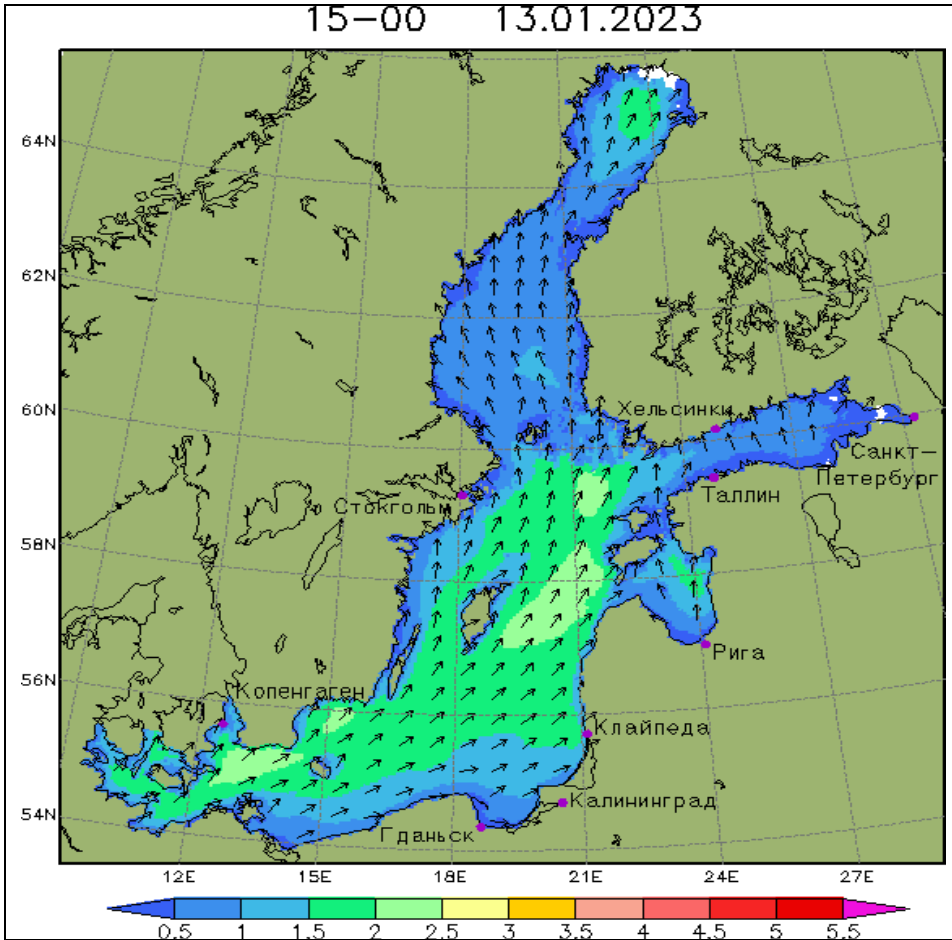 15-00 13.01.2023
64N
62N
60N
Хельсинки
Санкт-
Петербург
Таллин
Стокгольм
58N
Рига
56N
Копенгаген
Клайпеда
Калининград
54N
Гданьск
12E 15E 18E 21E 24E 27E
0.5 1 1.5 2 2.5 3 3.5 4 4.5 5 5.5